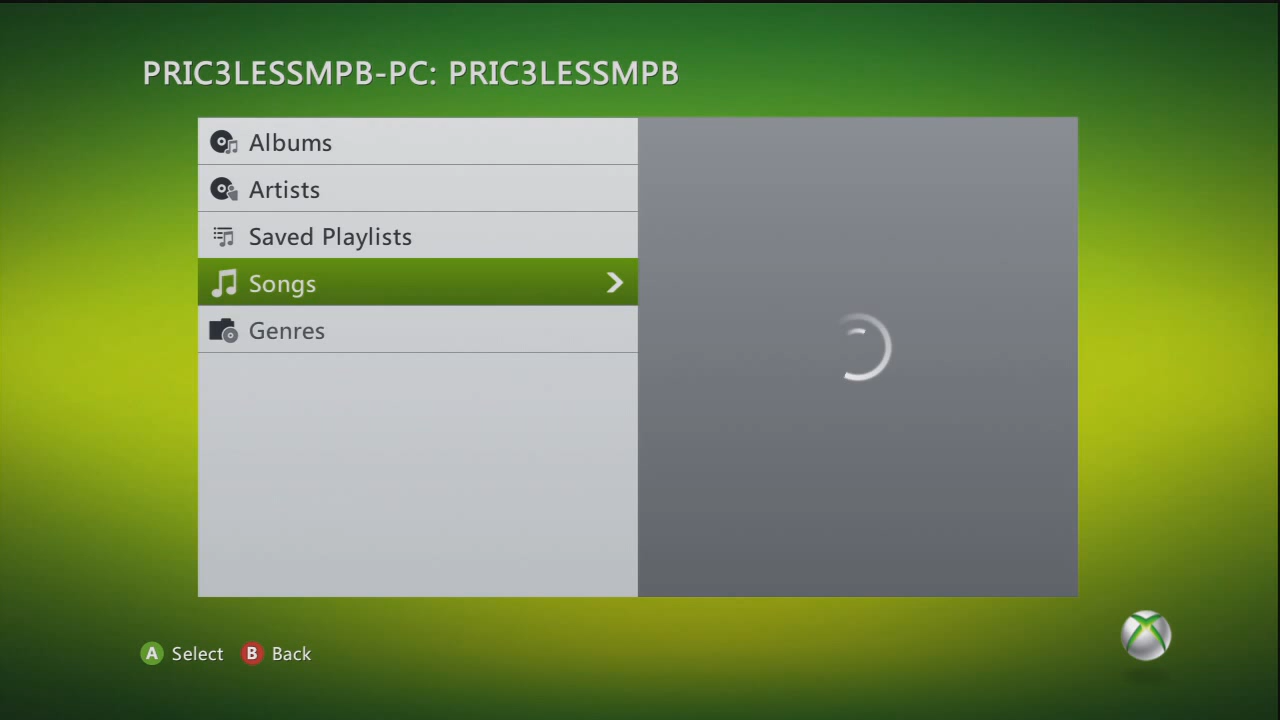 PRIC3LESSMPB-PC: PRIC3LESSMPB
Albums
Artists
Saved Playlists
Songs
Genres
A Select B Back